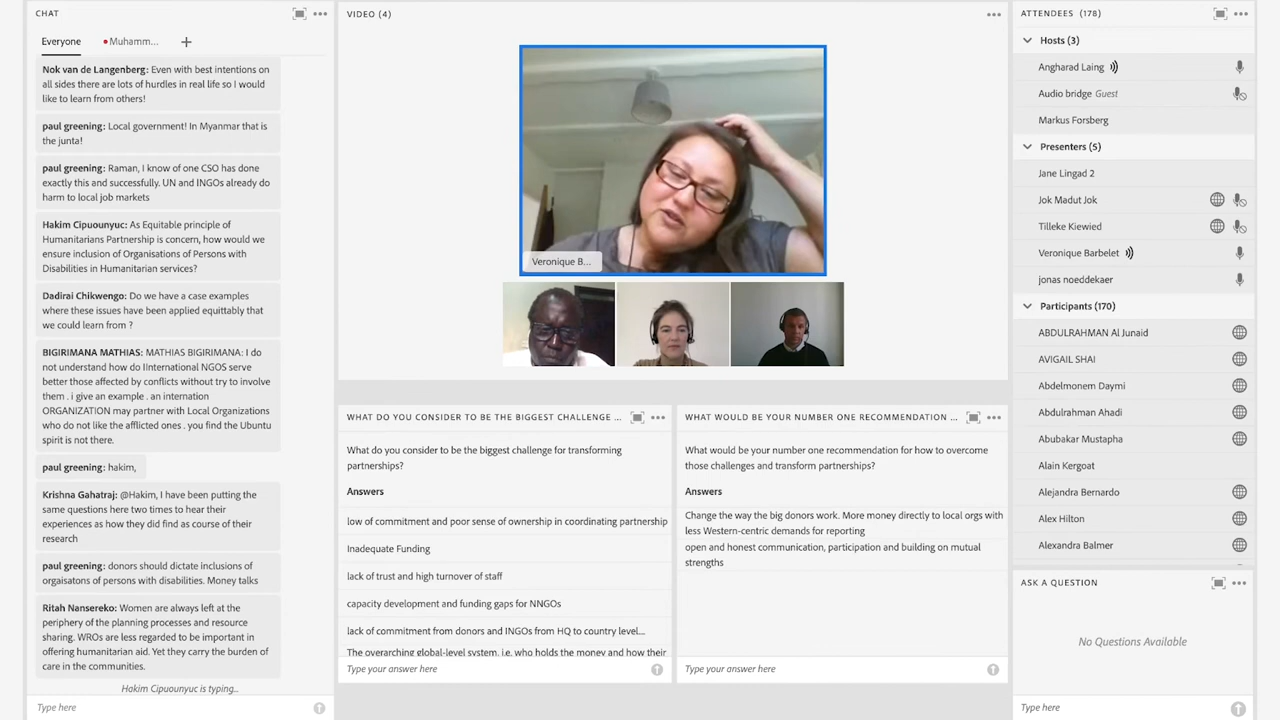 CHAT
Everyone
Muhamm...
Nok van de Langenberg: Even with best intentions on
all sides there are lots of hurdles in real life so I would
like to learn from others!
paul greening: Local government! In Myanmar that is
the junta!
paul greening: Raman, I know of one CSO has done
exactly this and successfully. UN and INGOs already do
harm to local job markets
Hakim Cipuounyuc: As Equitable principle of
Humanitarians Partnership is concern, how would we
ensure inclusion of Organisations of Persons with
Disabilities in Humanitarian services?
Dadirai Chikwengo: Do we have a case examples
where these issues have been applied equittably that
we could learn from ?
BIGIRIMANA MATHIAS: MATHIAS BIGIRIMANA: I do
not understand how do IInternational NGOS serve
better those affected by conflicts without try to involve
them . i give an example . an internation
ORGANIZATION may partner with Local Organizations
who do not like the afflicted ones . you find the Ubuntu
spirit is not there.
paul greening: hakim,
Krishna Gahatraj: @Hakim, I have been putting the
same questions here two times to hear their
experiences as how they did find as course of their
research
paul greening: donors should dictate inclusions of
orgaisatons of persons with disabilities. Money talks
Ritah Nansereko: Women are always left at the
periphery of the planning processes and resource
sharing. WROs are less regarded to be important in
offering humanitarian aid. Yet they carry the burden of
care in the communities.
Hakim Cipuounyuc is typing..
Type here
VIDEO (4)
Veronique B...
WHAT DO YOU CONSIDER TO BE THE BIGGEST CHALLENGE ...
What do you consider to be the biggest challenge for transforming
partnerships?
Answers
low of commitment and poor sense of ownership in coordinating partnership
Inadequate Funding
lack of trust and high turnover of staff
capacity development and funding gaps for NNGOs
lack of commitment from donors and INGOs from HQ to country level...
The overarching global-level system, i.e. who holds the money and how their
Type your answer here
WHAT WOULD BE YOUR NUMBER ONE RECOMMENDATION ...
What would be your number one recommendation for how to overcome
those challenges and transform partnerships?
Answers
Change the way the big donors work. More money directly to local orgs with
less Western-centric demands for reporting
open and honest communication, participation and building on mutual
strengths
Type your answer here
ATTENDEES (178)
Hosts (3)
Angharad Laing
Audio bridge Guest
Markus Forsberg
Presenters (5)
Jane Lingad 2
Jok Madut Jok
Tilleke Kiewied
Veronique Barbelet
jonas noeddekaer
Participants (170)
ABDULRAHMAN Al Junaid
AVIGAIL SHAI
Abdelmonem Daymi
Abdulrahman Ahadi
Abubakar Mustapha
Alain Kergoat
Alejandra Bernardo
Alex Hilton
Alexandra Balmer
ASK A QUESTION
No Questions Available
Type here